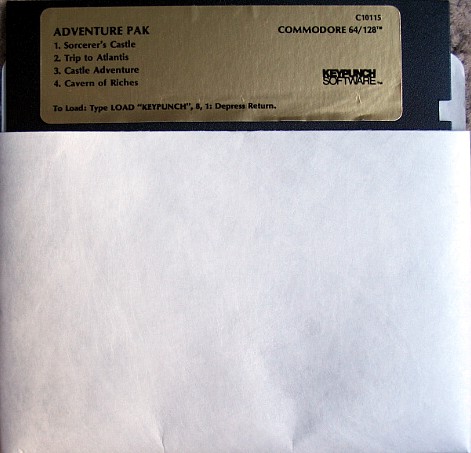 C10115
ADVENTURE PAK COMMODORE 64/128™
1. Sorcerer's Castle
2. Trip to Atlantis
3. Castle Adventure
4. Cavern of Riches
KEYPUNCH
SOFTWARE™
To Load: Type LOAD "KEYPUNCH", 8, 1: Depress Return.